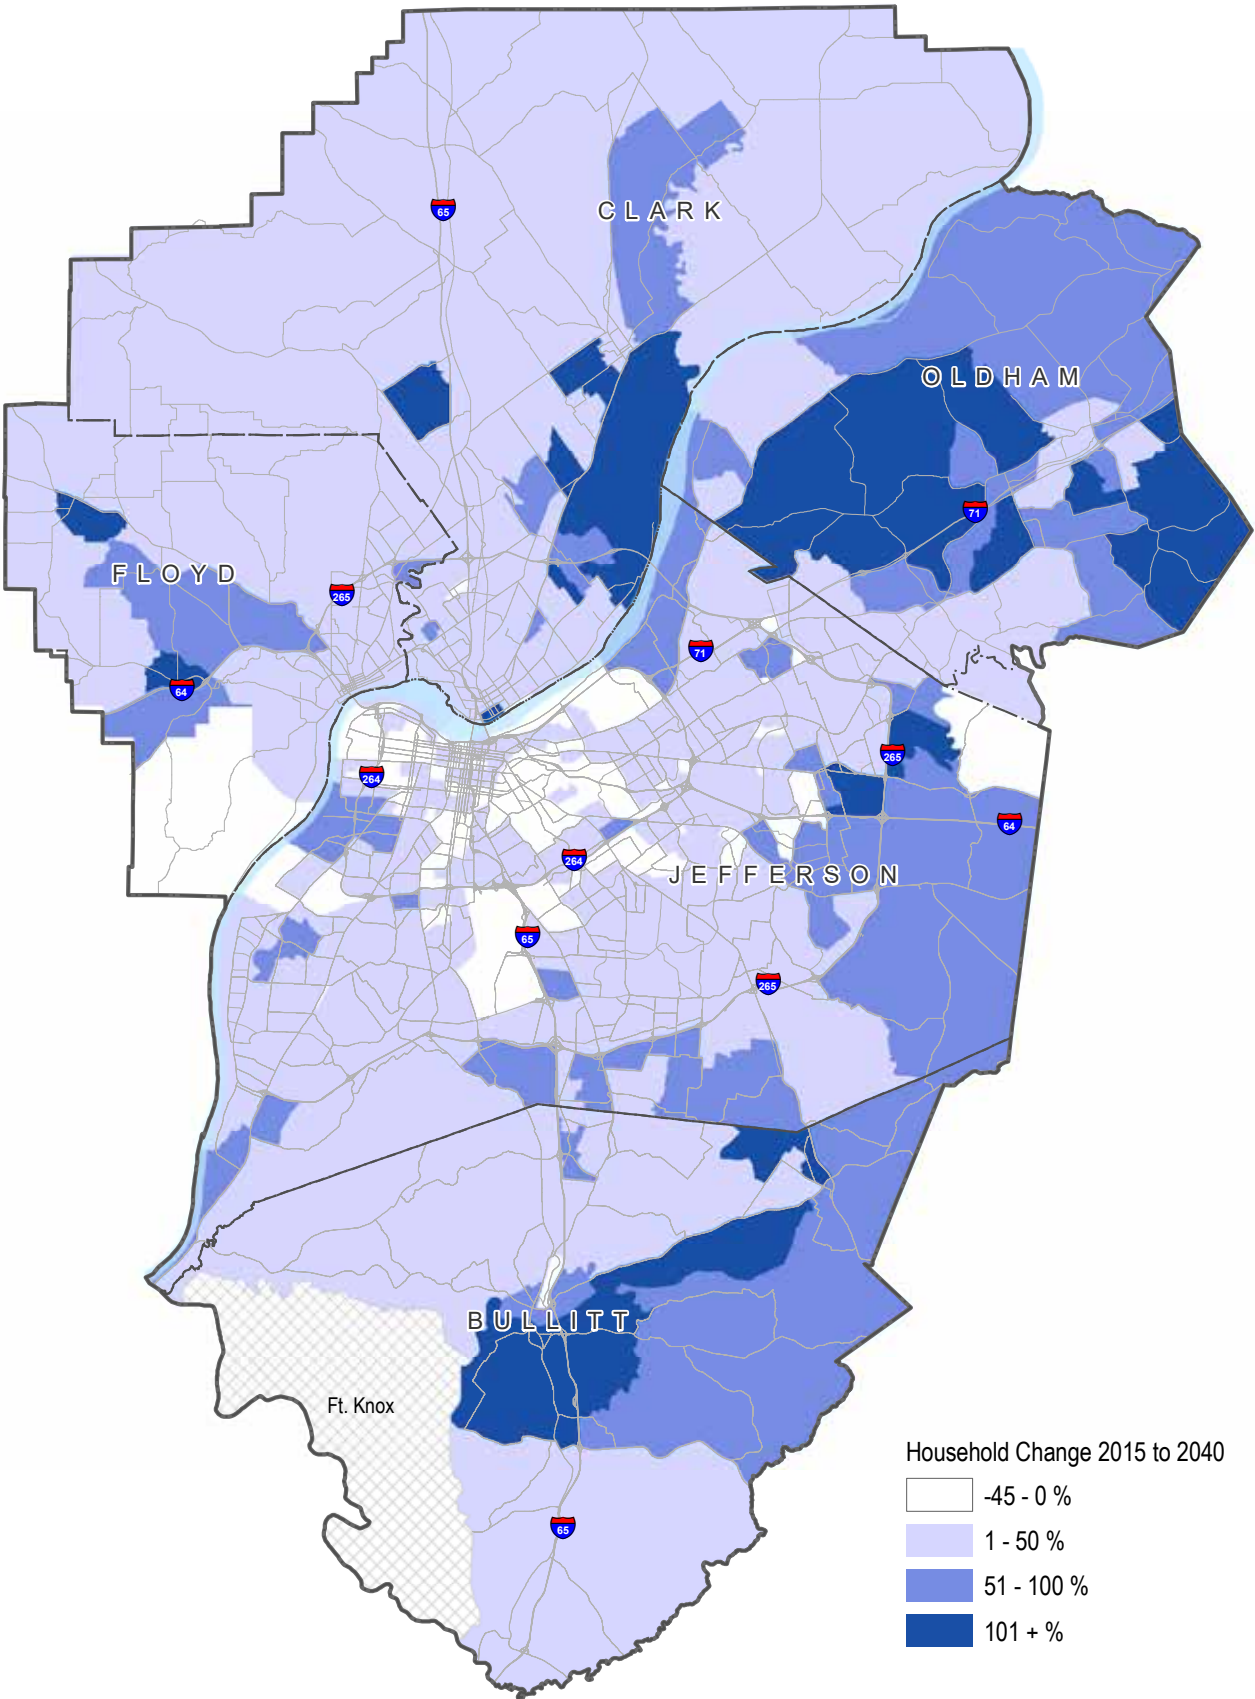 65
CLARK
OLDHAM
71
FLOYD
265
71
64
265
264
64
264
JEFFERSON
65
265
BULLITT
Ft. Knox
Household Change 2015 to 2040
-45 - 0 %
1 - 50 %
51 - 100 %
65
101 + %